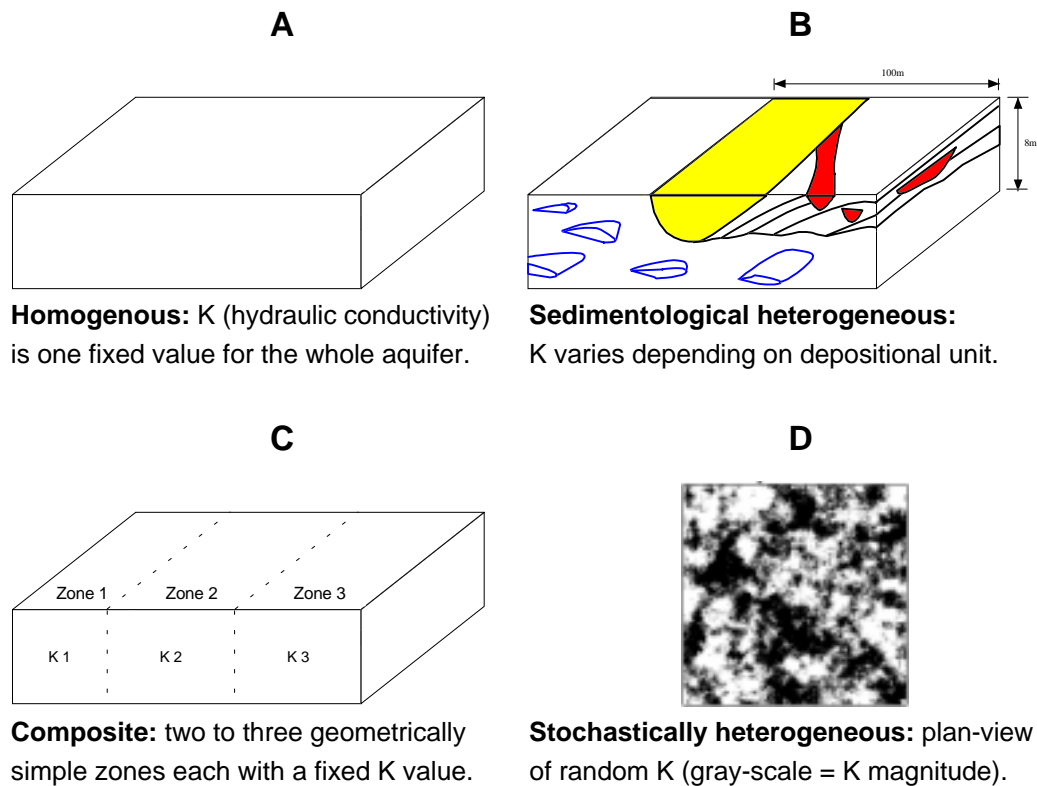 A
B
100m
8m
Homogenous: K (hydraulic conductivity)
is one fixed value for the whole aquifer.
Sedimentological heterogeneous:
K varies depending on depositional unit.
C
D
Zone 1
Zone 2
Zone 3
K 1
K 2
K 3
Composite: two to three geometrically
simple zones each with a fixed K value.
Stochastically heterogeneous: plan-view
of random K (gray-scale = K magnitude).